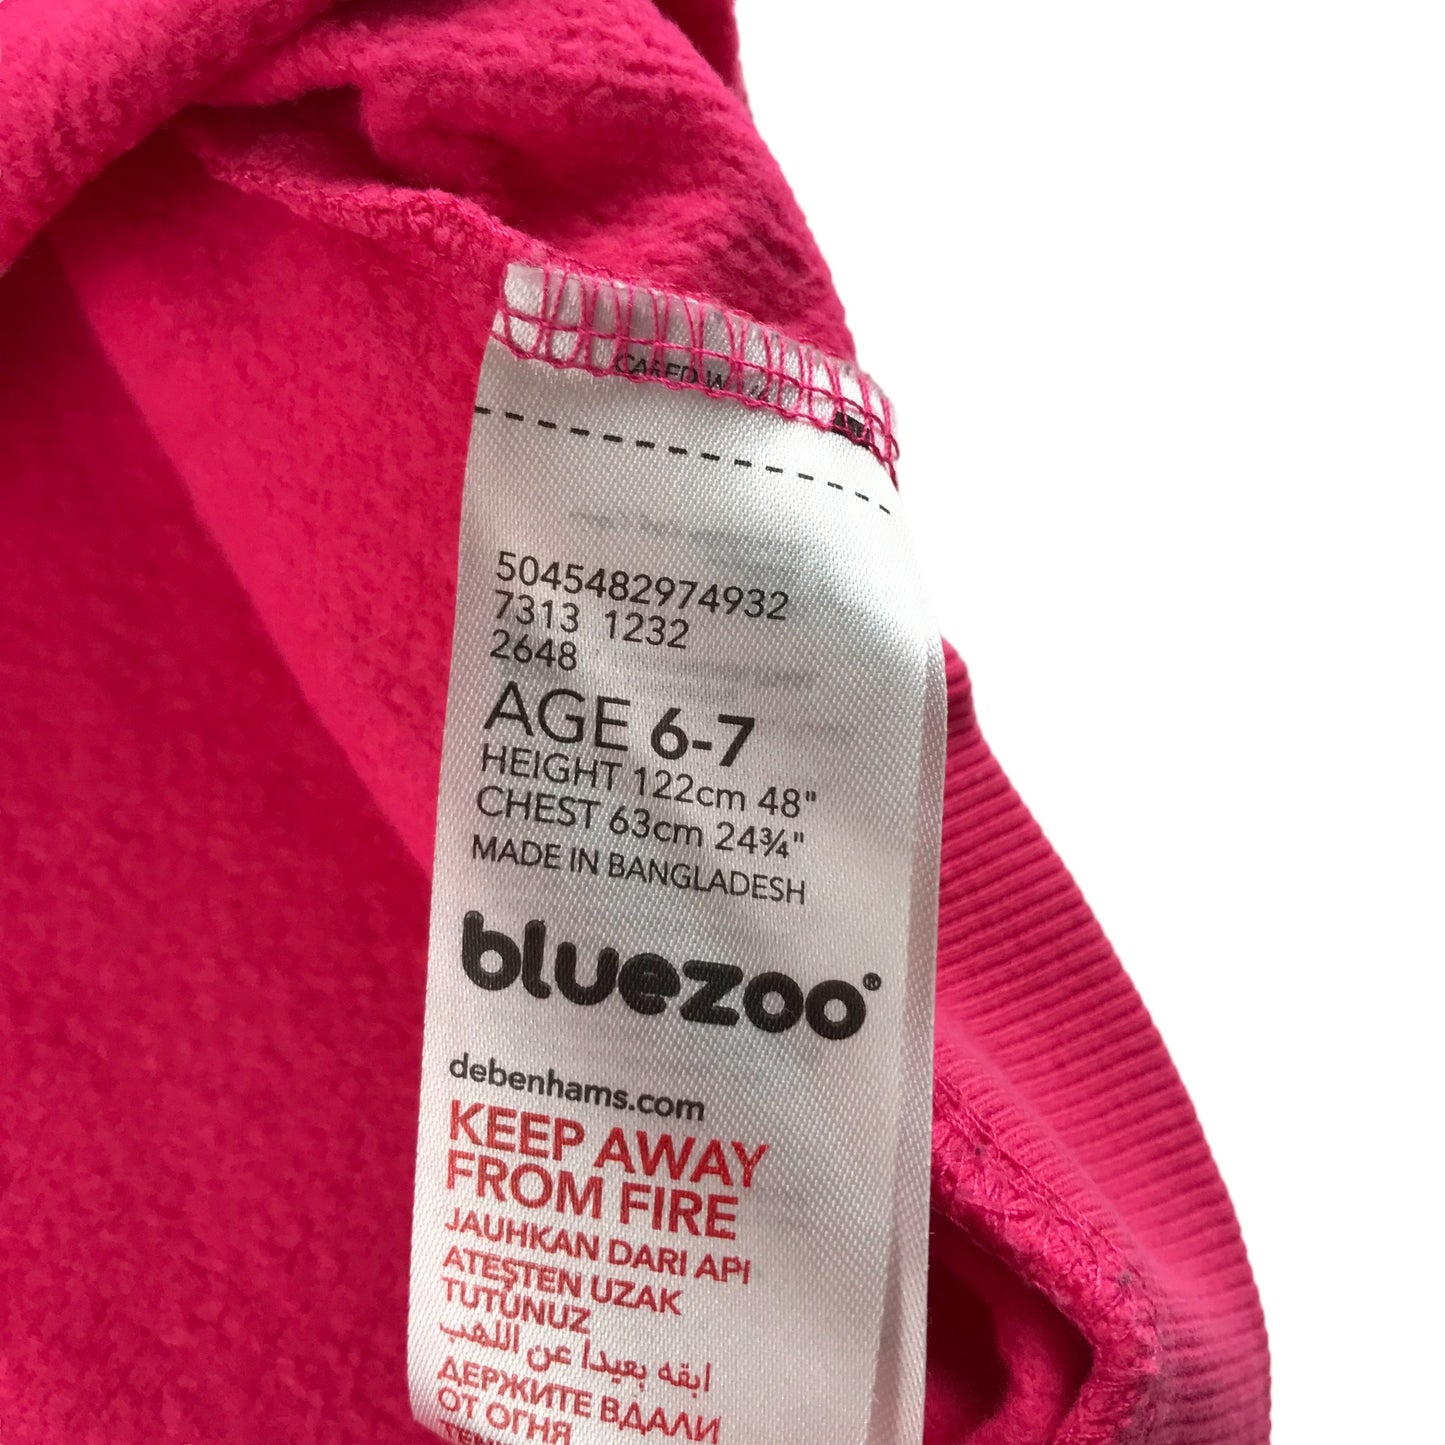 5045482974932
7313 1232
2648
AGE 6-7
HEIGHT 122cm 48"
CHEST 63cm 24¾"
MADE IN BANGLADESH
bluezoo®
debenhams.com
KEEP AWAY
FROM FIRE
JAUHKAN DARI API
ATEŞTEN UZAK
TUTUNUZ
ابقه بعيدا عن اللهب
ДЕРЖИТЕ ВДАЛИ
ОТ ОГНЯ